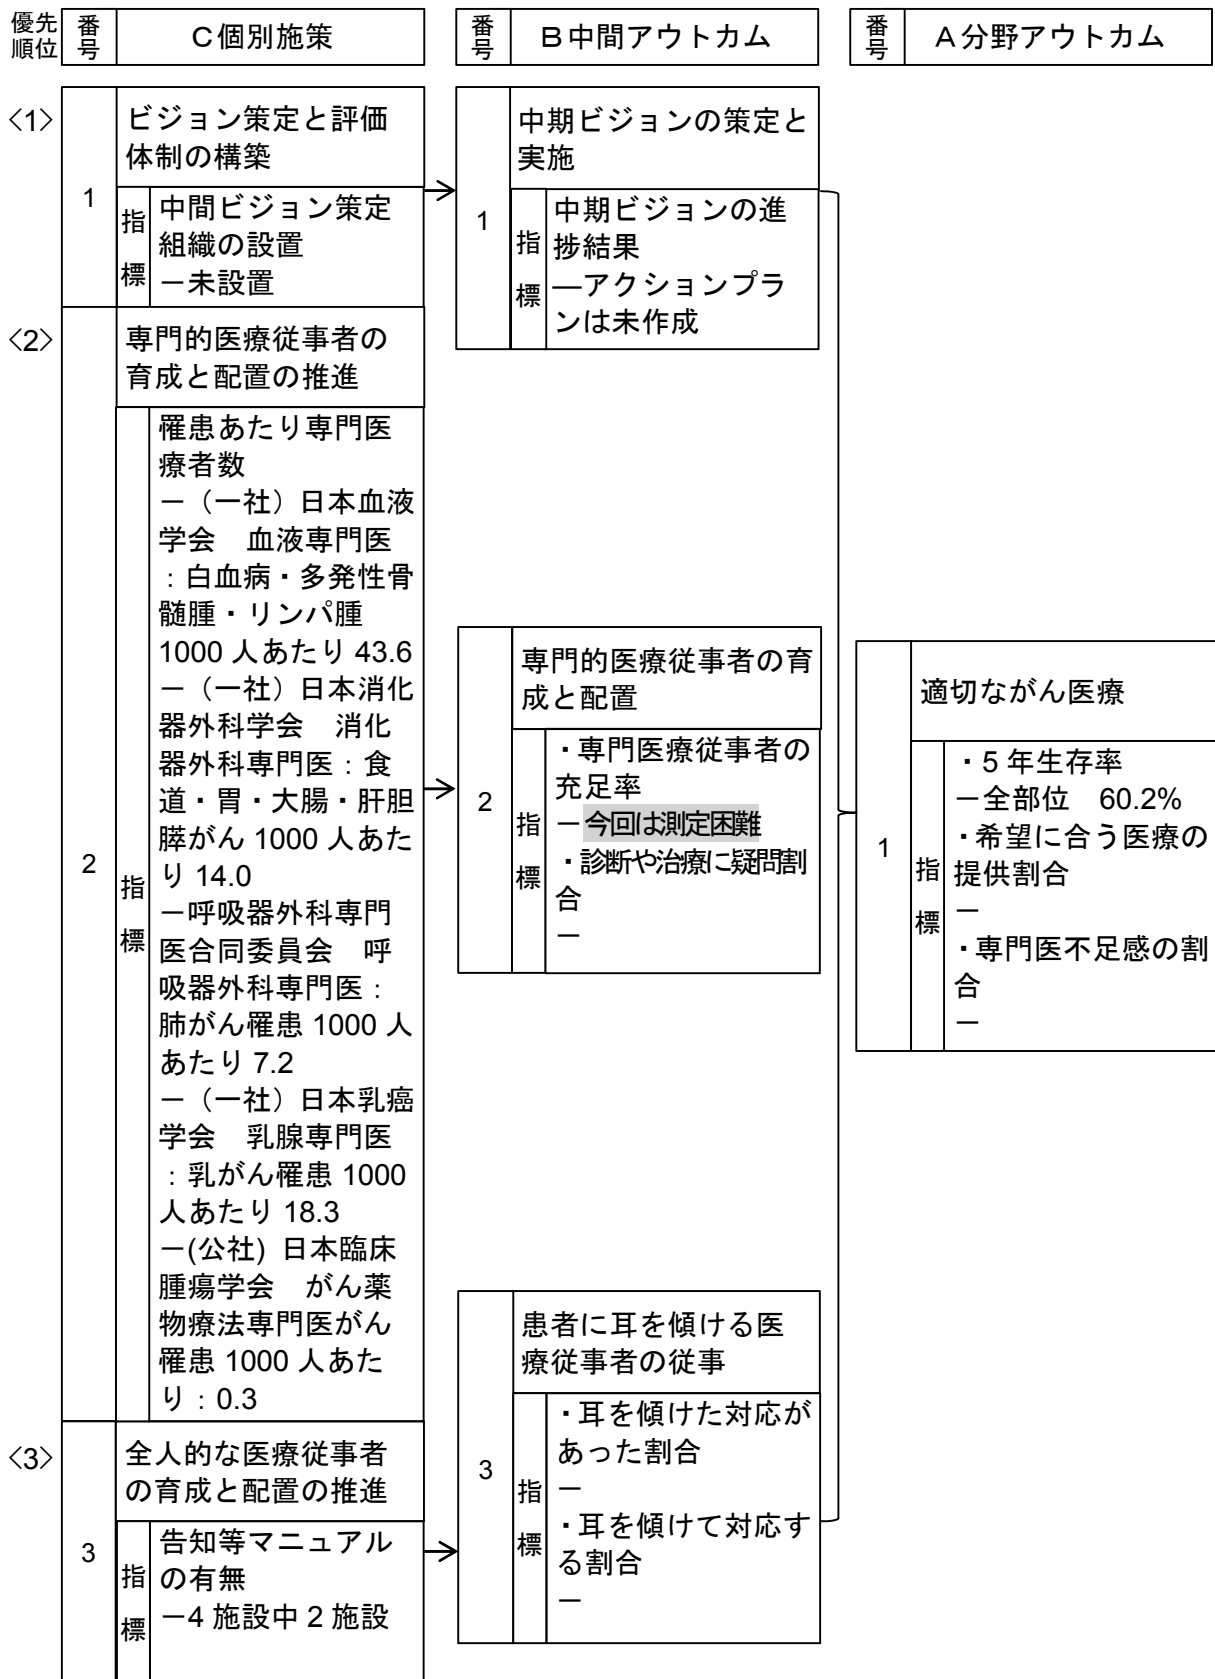 優先
順位
番
号
C個別施策
番
号
B中間アウトカム
番
号
A分野アウトカム
<1>
1
ビジョン策定と評価
体制の構築
指
標
中間ビジョン策定
組織の設置
－未設置
1
中期ビジョンの策定と
実施
指
標
中期ビジョンの進
捗結果
―アクションプラ
ンは未作成
<2>
2
専門的医療従事者の
育成と配置の推進
指
標
罹患あたり専門医
療者数
－（一社）日本血液
学会　血液専門医
：白血病・多発性骨
髄腫・リンパ腫
1000 人あたり 43.6
－（一社）日本消化
器外科学会　消化
器外科専門医：食
道・胃・大腸・肝胆
膵がん 1000 人あた
り 14.0
－呼吸器外科専門
医合同委員会　呼
吸器外科専門医：
肺がん罹患 1000 人
あたり 7.2
－（一社）日本乳癌
学会　乳腺専門医
：乳がん罹患 1000
人あたり 18.3
－(公社) 日本臨床
腫瘍学会　がん薬
物療法専門医がん
罹患 1000 人あた
り：0.3
2
専門的医療従事者の育
成と配置
指
標
・専門医療従事者の
充足率
－今回は測定困難
・診断や治療に疑問割
合
－
1
適切ながん医療
指
標
・5 年生存率
－全部位　60.2%
・希望に合う医療の
提供割合
－
・専門医不足感の割
合
－
<3>
3
全人的な医療従事者
の育成と配置の推進
指
標
告知等マニュアル
の有無
－4 施設中 2 施設
3
患者に耳を傾ける医
療従事者の従事
指
標
・耳を傾けた対応が
あった割合
－
・耳を傾けて対応す
る割合
－